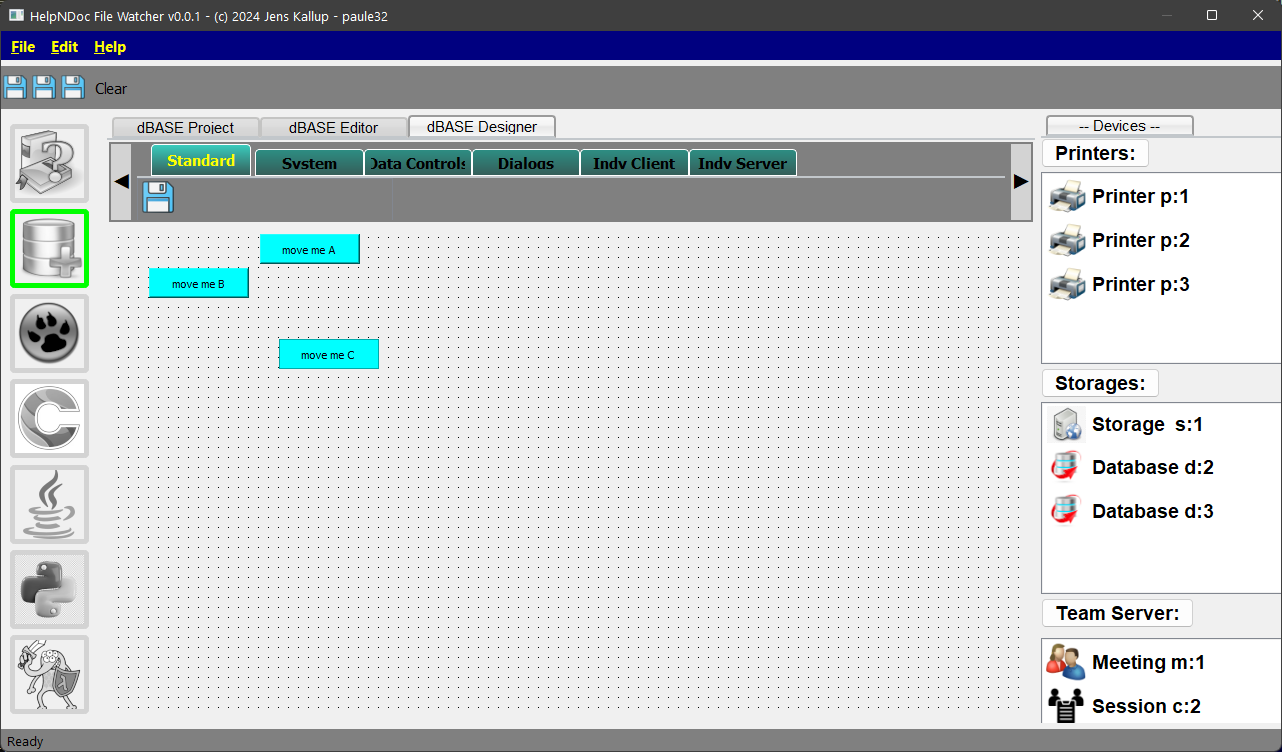 HelpNDoc File Watcher v0.0.1 - (c) 2024 Jens Kallup - paule32
File Edit Help
Clear
dBASE Project dBASE Editor dBASE Designer
Standard System Data Controls Dialogs Indy Client Indy Server
move me A
move me B
move me C
-- Devices --
Printers:
Printer p:1
Printer p:2
Printer p:3
Storages:
Storage s:1
Database d:2
Database d:3
Team Server:
Meeting m:1
Session c:2
Ready